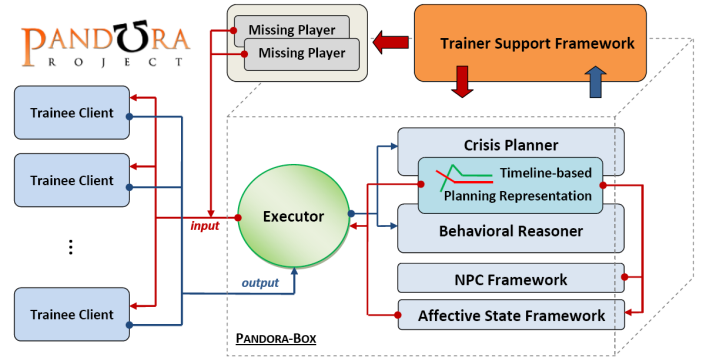 PANDORA
PROJECT
Missing Player
Missing Player
Trainer Support Framework
Trainee Client
Trainee Client
⋮
Trainee Client
input
output
Executor
Crisis Planner
Timeline-based
Planning Representation
Behavioral Reasoner
NPC Framework
Affective State Framework
PANDORA-BOX